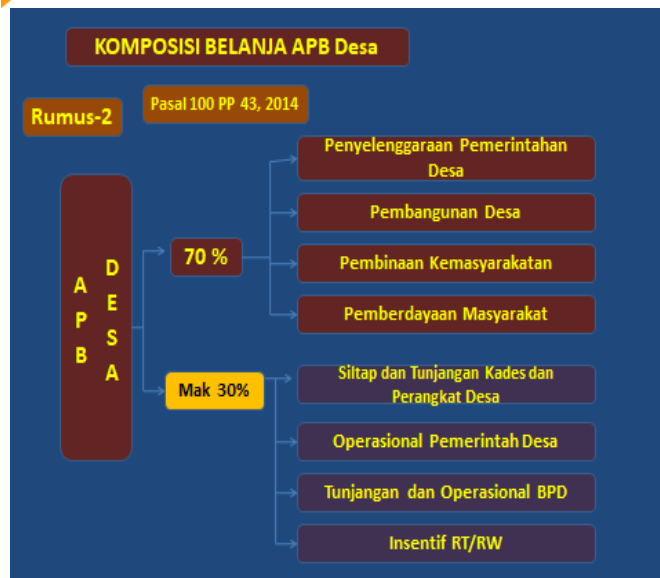 KOMPOSISI BELANJA APB Desa
Pasal 100 PP 43, 2014
Rumus-2
APB
DESA
70 %
Penyelenggaraan Pemerintahan
Desa
Pembangunan Desa
Pembinaan Kemasyarakatan
Pemberdayaan Masyarakat
Mak 30%
Siltap dan Tunjangan Kades dan
Perangkat Desa
Operasional Pemerintah Desa
Tunjangan dan Operasional BPD
Insentif RT/RW